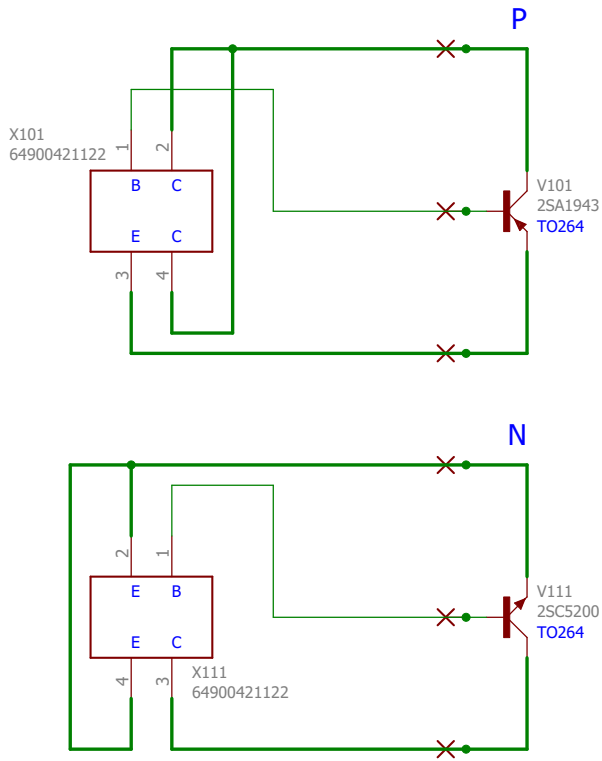 P
X101
64900421122
1
2
B C
E C
3
4
V101
2SA1943
TO264
N
2
1
E B
E C
4
3
X111
64900421122
V111
2SC5200
TO264